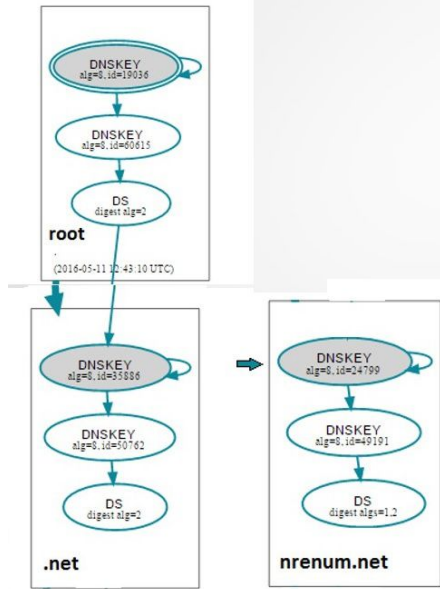 DNSKEY
alg=8, id=19036
DNSKEY
alg=8, id=60615
DS
digest alg=2
root
(2016-05-11 12:43:10 UTC)
DNSKEY
alg=8, id=35886
DNSKEY
alg=8, id=50762
DS
digest alg=2
.net
DNSKEY
alg=8, id=24799
DNSKEY
alg=8, id=49191
DS
digest algs=1,2
nrenum.net